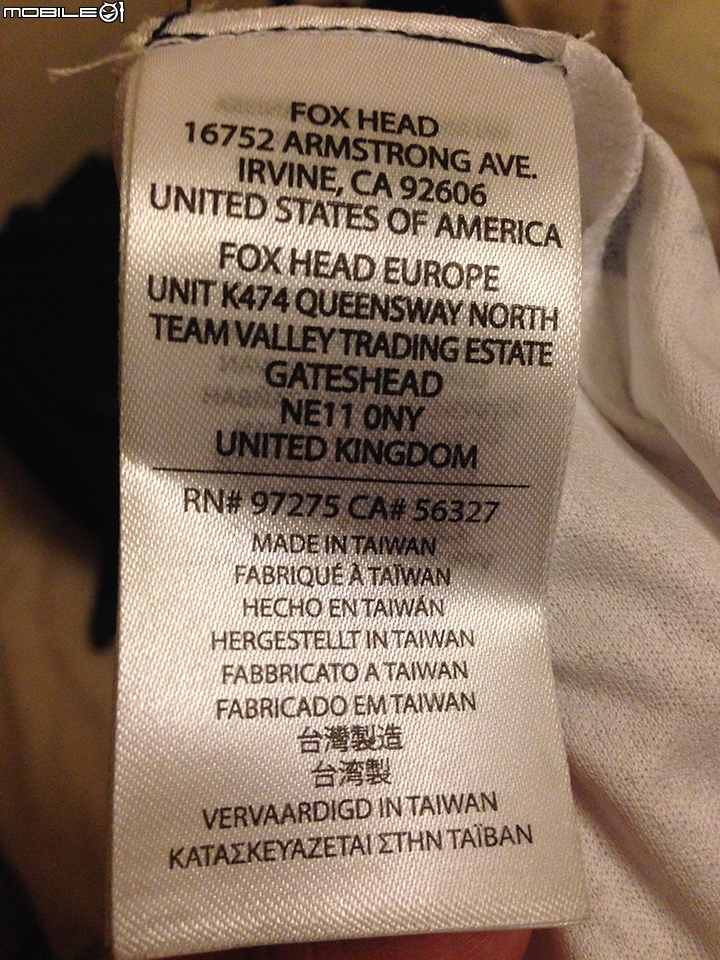 MOBILE01
FOX HEAD
16752 ARMSTRONG AVE.
IRVINE, CA 92606
UNITED STATES OF AMERICA
FOX HEAD EUROPE
UNIT K474 QUEENSWAY NORTH
TEAM VALLEY TRADING ESTATE
GATESHEAD
NE11 0NY
UNITED KINGDOM
RN# 97275 CA# 56327
MADE IN TAIWAN
FABRIQUÉ À TAÏWAN
HECHO EN TAIWÁN
HERGESTELLT IN TAIWAN
FABBRICATO A TAIWAN
FABRICADO EM TAIWAN
台灣製造
台湾製
VERVAARDIGD IN TAIWAN
ΚΑΤΑΣΚΕΥΑΖΕΤΑΙ ΣΤΗΝ ΤΑΪΒΑΝ